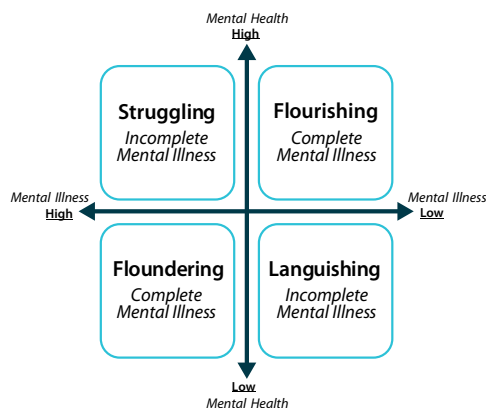 Mental Health
High
Struggling
Incomplete
Mental Illness
Flourishing
Complete
Mental Illness
Mental Illness
High
Mental Illness
Low
Floundering
Complete
Mental Illness
Languishing
Incomplete
Mental Illness
Low
Mental Health